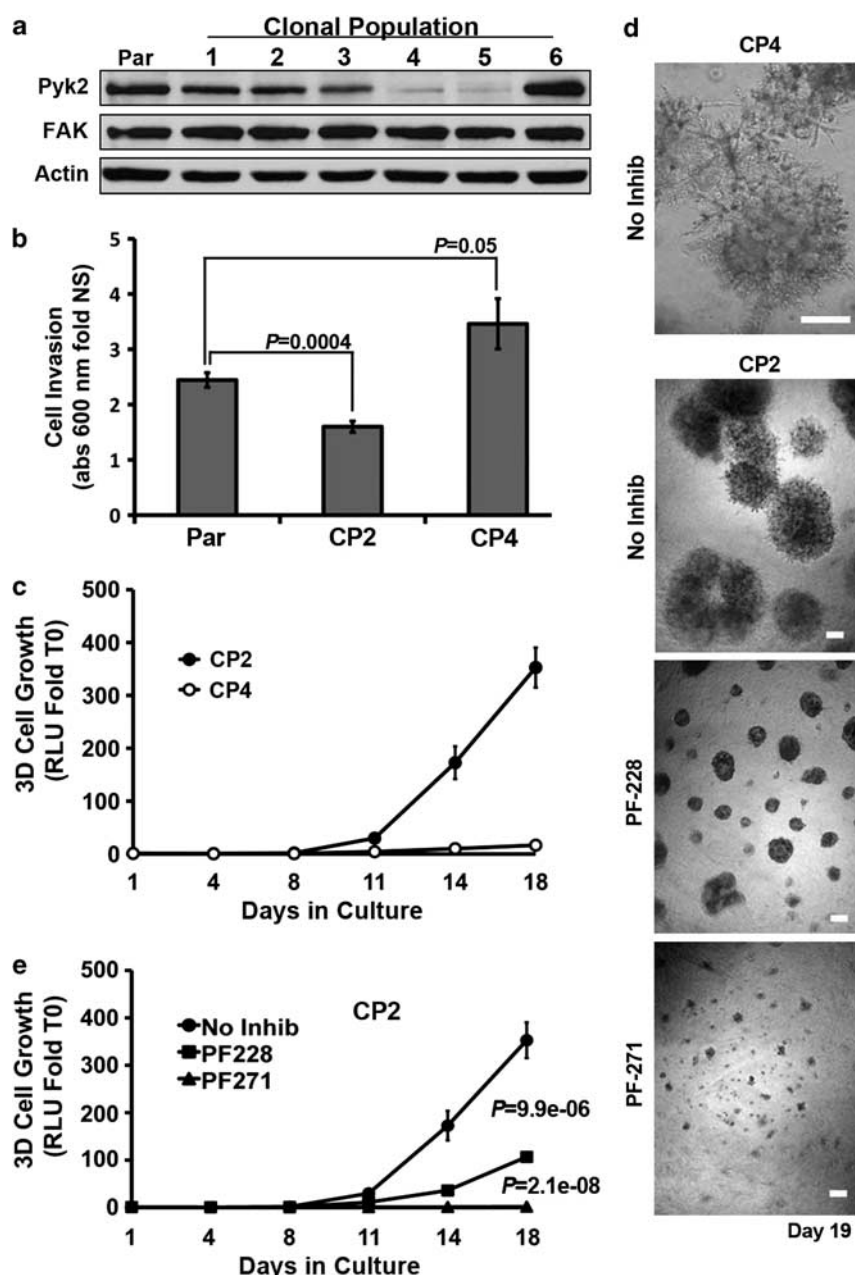 a
Clonal Population
Par 1 2 3 4 5 6
Pyk2
FAK
Actin
b
Cell Invasion
(abs 600 nm fold NS)
5
4
3
2
1
0
P=0.05
P=0.0004
Par CP2 CP4
c
3D Cell Growth
(RLU Fold T0)
500
400
300
200
100
0
CP2
CP4
1 4 8 11 14 18
Days in Culture
d
CP4
No Inhib
CP2
No Inhib
PF-228
PF-271
Day 19
e
3D Cell Growth
(RLU Fold T0)
500
400
300
200
100
0
CP2
No Inhib
PF228
PF271
P=9.9e-06
P=2.1e-08
1 4 8 11 14 18
Days in Culture